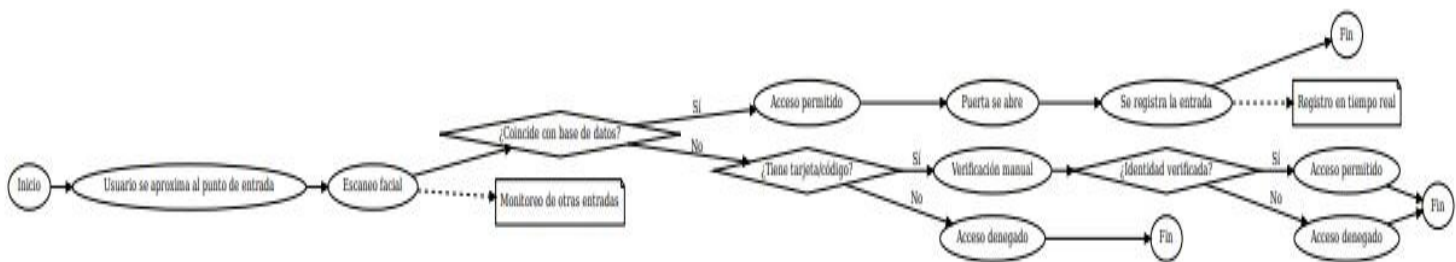 Inicio
Usuario se aproxima al punto de entrada
Escaneo facial
Monitoreo de otras entradas
¿Coincide con base de datos?
Sí
Acceso permitido
Puerta se abre
Se registra la entrada
Fin
Registro en tiempo real
No
¿Tiene tarjeta/código?
Sí
Verificación manual
¿Identidad verificada?
Sí
Acceso permitido
No
Acceso denegado
Fin
No
Acceso denegado
Fin